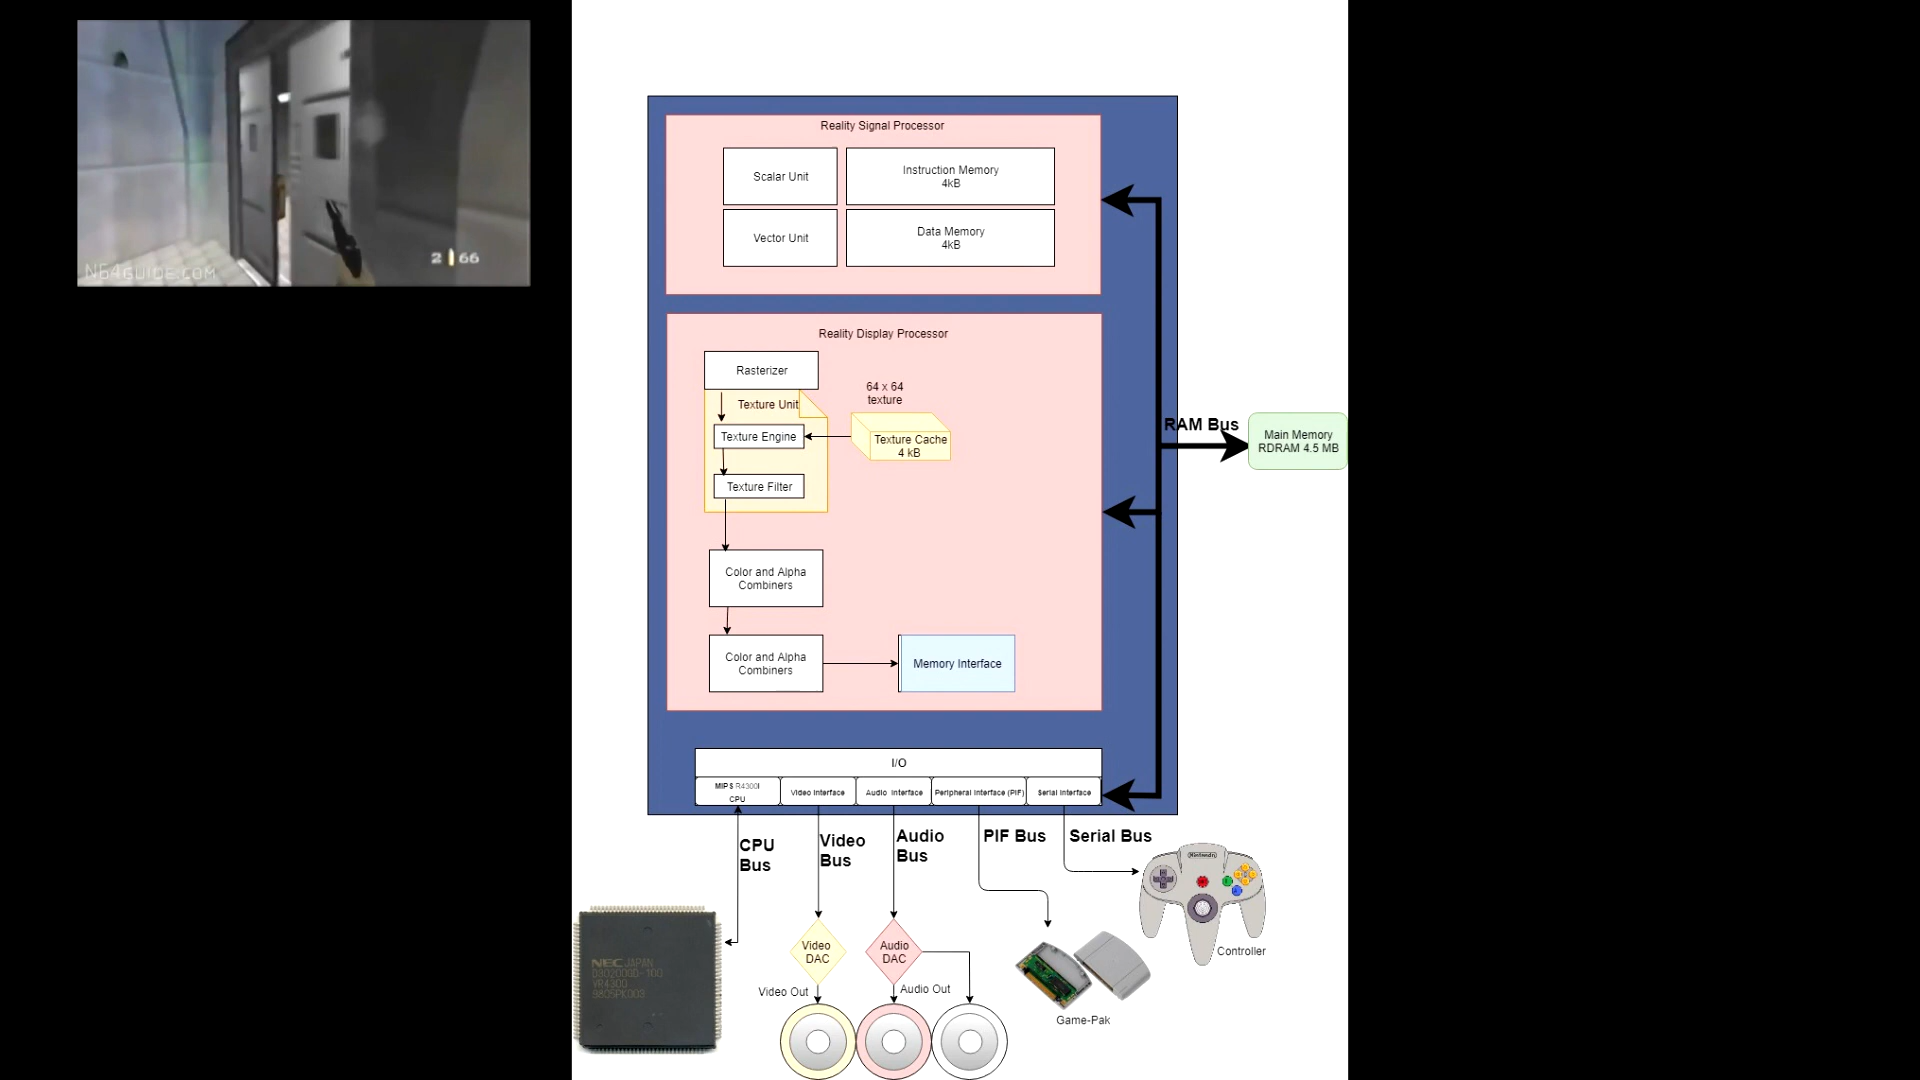 N64GUIDE.COM
2 66
Reality Signal Processor
Scalar Unit
Instruction Memory
4kB
Vector Unit
Data Memory
4kB
Reality Display Processor
Rasterizer
64 x 64
texture
Texture Unit
Texture Engine
Texture Cache
4 kB
Texture Filter
Color and Alpha
Combiners
Color and Alpha
Combiners
Memory Interface
RAM Bus
Main Memory
RDRAM 4.5 MB
I/O
MIPS R4300I
CPU
Video Interface
Audio Interface
Peripheral Interface (PIF)
Serial Interface
CPU
Bus
Video
Bus
Audio
Bus
PIF Bus
Serial Bus
Nintendo
Controller
NEC JAPAN
VR4300
9805PK003
Video
DAC
Audio
DAC
Video Out
Audio Out
Game-Pak